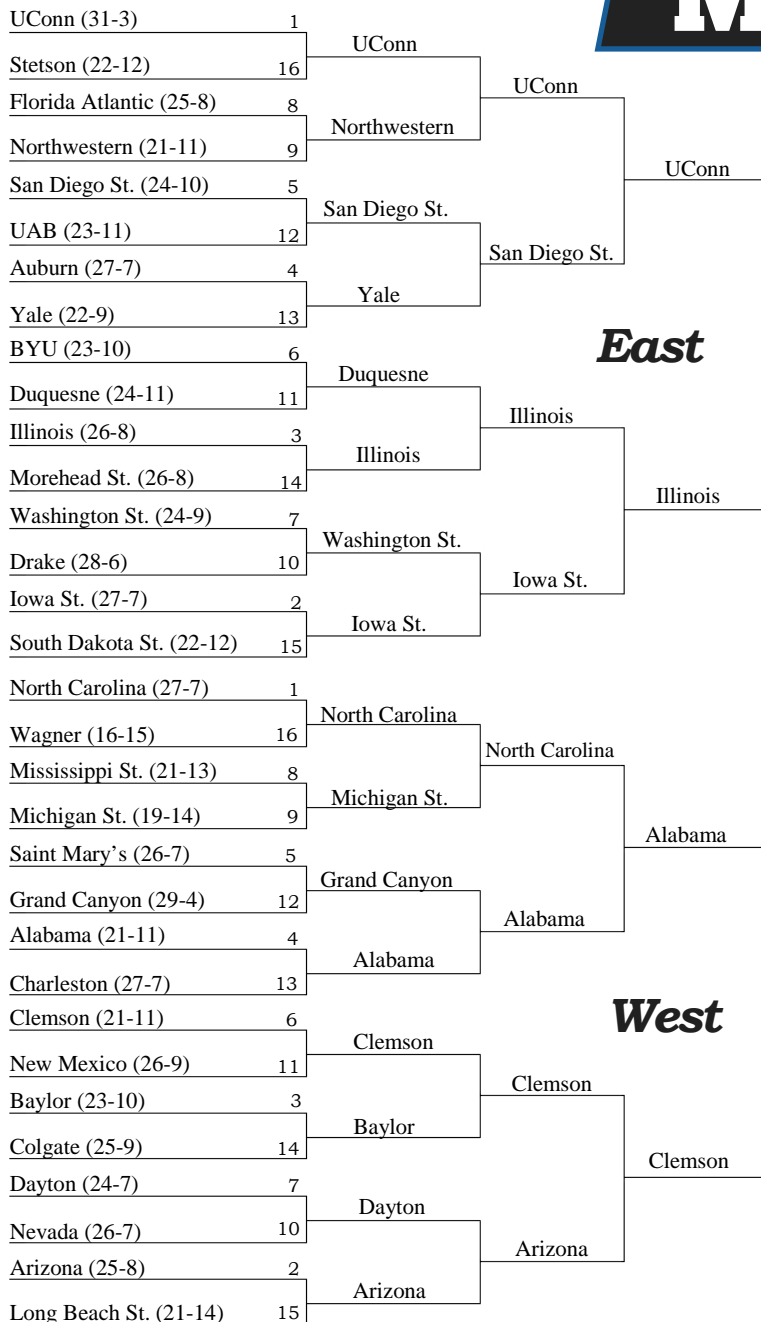 M
UConn (31-3) 1
Stetson (22-12) 16
Florida Atlantic (25-8) 8
Northwestern (21-11) 9
San Diego St. (24-10) 5
UAB (23-11) 12
Auburn (27-7) 4
Yale (22-9) 13
BYU (23-10) 6
Duquesne (24-11) 11
Illinois (26-8) 3
Morehead St. (26-8) 14
Washington St. (24-9) 7
Drake (28-6) 10
Iowa St. (27-7) 2
South Dakota St. (22-12) 15
UConn
Northwestern
San Diego St.
Yale
Duquesne
Illinois
Washington St.
Iowa St.
UConn
San Diego St.
Illinois
Iowa St.
UConn
Illinois
East
North Carolina (27-7) 1
Wagner (16-15) 16
Mississippi St. (21-13) 8
Michigan St. (19-14) 9
Saint Mary’s (26-7) 5
Grand Canyon (29-4) 12
Alabama (21-11) 4
Charleston (27-7) 13
Clemson (21-11) 6
New Mexico (26-9) 11
Baylor (23-10) 3
Colgate (25-9) 14
Dayton (24-7) 7
Nevada (26-7) 10
Arizona (25-8) 2
Long Beach St. (21-14) 15
North Carolina
Michigan St.
Grand Canyon
Alabama
Clemson
Baylor
Dayton
Arizona
North Carolina
Alabama
Clemson
Arizona
Alabama
Clemson
West